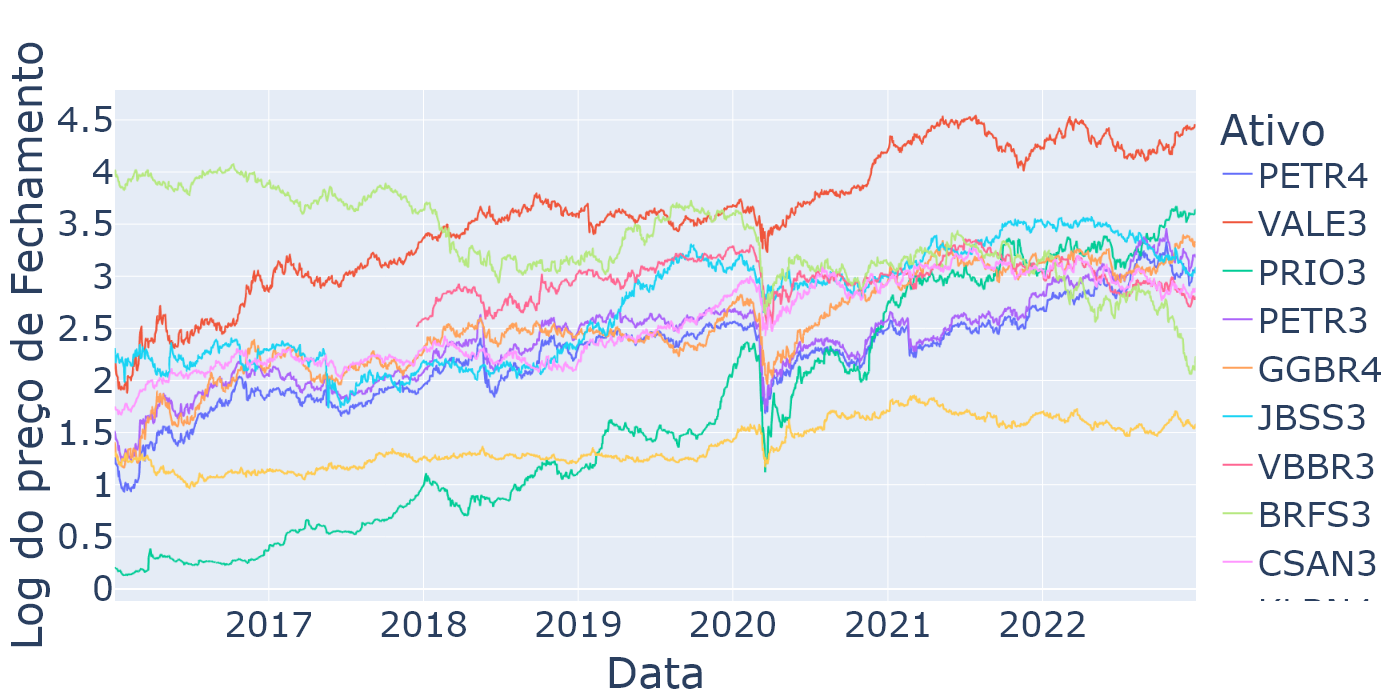 Log do preço de Fechamento
4.5
4
3.5
3
2.5
2
1.5
1
0.5
0
2017
2018
2019
2020
2021
2022
Data
Ativo
PETR4
VALE3
PRIO3
PETR3
GGBR4
JBSS3
VBBR3
BRFS3
CSAN3